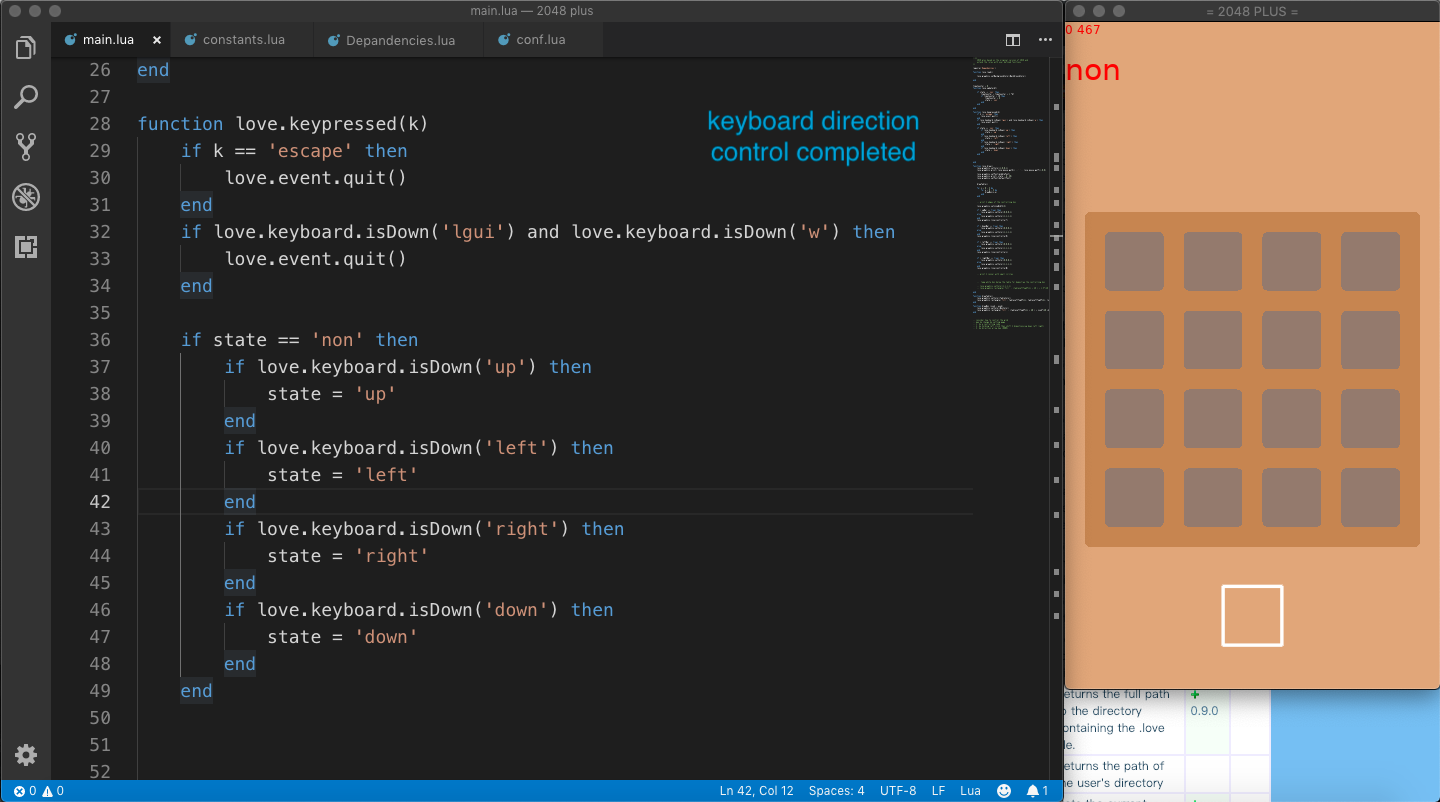 main.lua — 2048 plus
main.lua × constants.lua Depandencies.lua conf.lua
26 end
27
28 function love.keypressed(k)
29 if k == 'escape' then
30 love.event.quit()
31 end
32 if love.keyboard.isDown('lgui') and love.keyboard.isDown('w') then
33 love.event.quit()
34 end
35
36 if state == 'non' then
37 if love.keyboard.isDown('up') then
38 state = 'up'
39 end
40 if love.keyboard.isDown('left') then
41 state = 'left'
42 end
43 if love.keyboard.isDown('right') then
44 state = 'right'
45 end
46 if love.keyboard.isDown('down') then
47 state = 'down'
48 end
49 end
50
51
52
keyboard direction
control completed
0 0 Ln 42, Col 12 Spaces: 4 UTF-8 LF Lua 1
= 2048 PLUS =
0 467
non
eturns the full path
the directory
0.9.0
ontaining the .love
eturns the path of
e user's directory